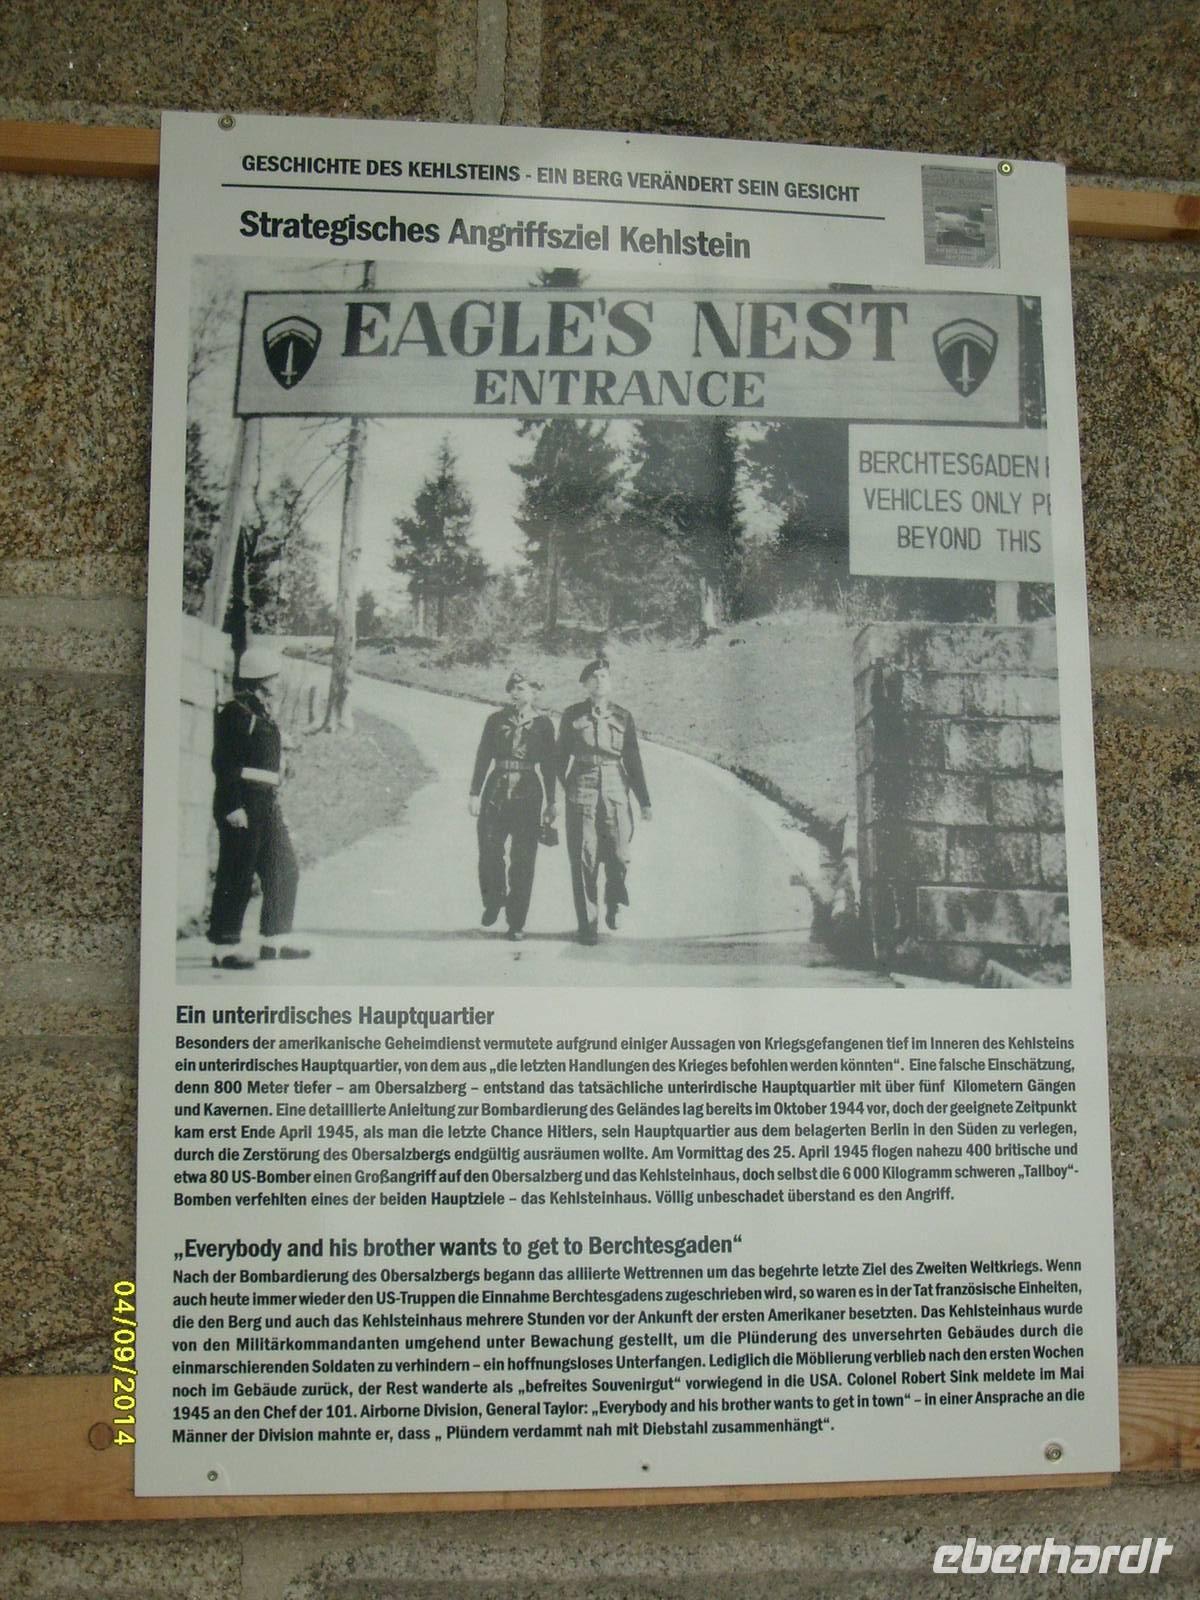 GESCHICHTE DES KEHLSTEINS - EIN BERG VERÄNDERT SEIN GESICHT
Strategisches Angriffsziel Kehlstein
EAGLE'S NEST
ENTRANCE
BERCHTESGADEN
VEHICLES ONLY
BEYOND THIS
Ein unterirdisches Hauptquartier
Besonders der amerikanische Geheimdienst vermutete aufgrund einiger Aussagen von Kriegsgefangenen tief im Inneren des Kehlsteins
ein unterirdisches Hauptquartier, von dem aus „die letzten Handlungen des Krieges befohlen werden könnten“. Eine falsche Einschätzung,
denn 800 Meter tiefer – am Obersalzberg – entstand das tatsächliche unterirdische Hauptquartier mit über fünf Kilometern Gängen
und Kavernen. Eine detaillierte Anleitung zur Bombardierung des Geländes lag bereits im Oktober 1944 vor, doch der geeignete Zeitpunkt
kam erst Ende April 1945, als man die letzte Chance Hitlers, sein Hauptquartier aus dem belagerten Berlin in den Süden zu verlegen,
durch die Zerstörung des Obersalzbergs endgültig ausräumen wollte. Am Vormittag des 25. April 1945 flogen nahezu 400 britische und
etwa 80 US-Bomber einen Großangriff auf den Obersalzberg und das Kehlsteinhaus, doch selbst die 6 000 Kilogramm schweren „Tallboy“-
Bomben verfehlten eines der beiden Hauptziele – das Kehlsteinhaus. Völlig unbeschadet überstand es den Angriff.
„Everybody and his brother wants to get to Berchtesgaden“
Nach der Bombardierung des Obersalzbergs begann das alliierte Wettrennen um das begehrte letzte Ziel des Zweiten Weltkriegs. Wenn
auch heute immer wieder den US-Truppen die Einnahme Berchtesgadens zugeschrieben wird, so waren es in der Tat französische Einheiten,
die den Berg und auch das Kehlsteinhaus mehrere Stunden vor der Ankunft der ersten Amerikaner besetzten. Das Kehlsteinhaus wurde
von den Militärkommandanten umgehend unter Bewachung gestellt, um die Plünderung des unversehrten Gebäudes durch die
einmarschierenden Soldaten zu verhindern – ein hoffnungsloses Unterfangen. Lediglich die Möblierung verblieb nach den ersten Wochen
noch im Gebäude zurück, der Rest wanderte als „befreites Souvenirgut“ vorwiegend in die USA. Colonel Robert Sink meldete im Mai
1945 an den Chef der 101. Airborne Division, General Taylor: „Everybody and his brother wants to get in town“ – in einer Ansprache an die
Männer der Division mahnte er, dass „ Plündern verdammt nah mit Diebstahl zusammenhängt“.
04/09/2014
eberhardt